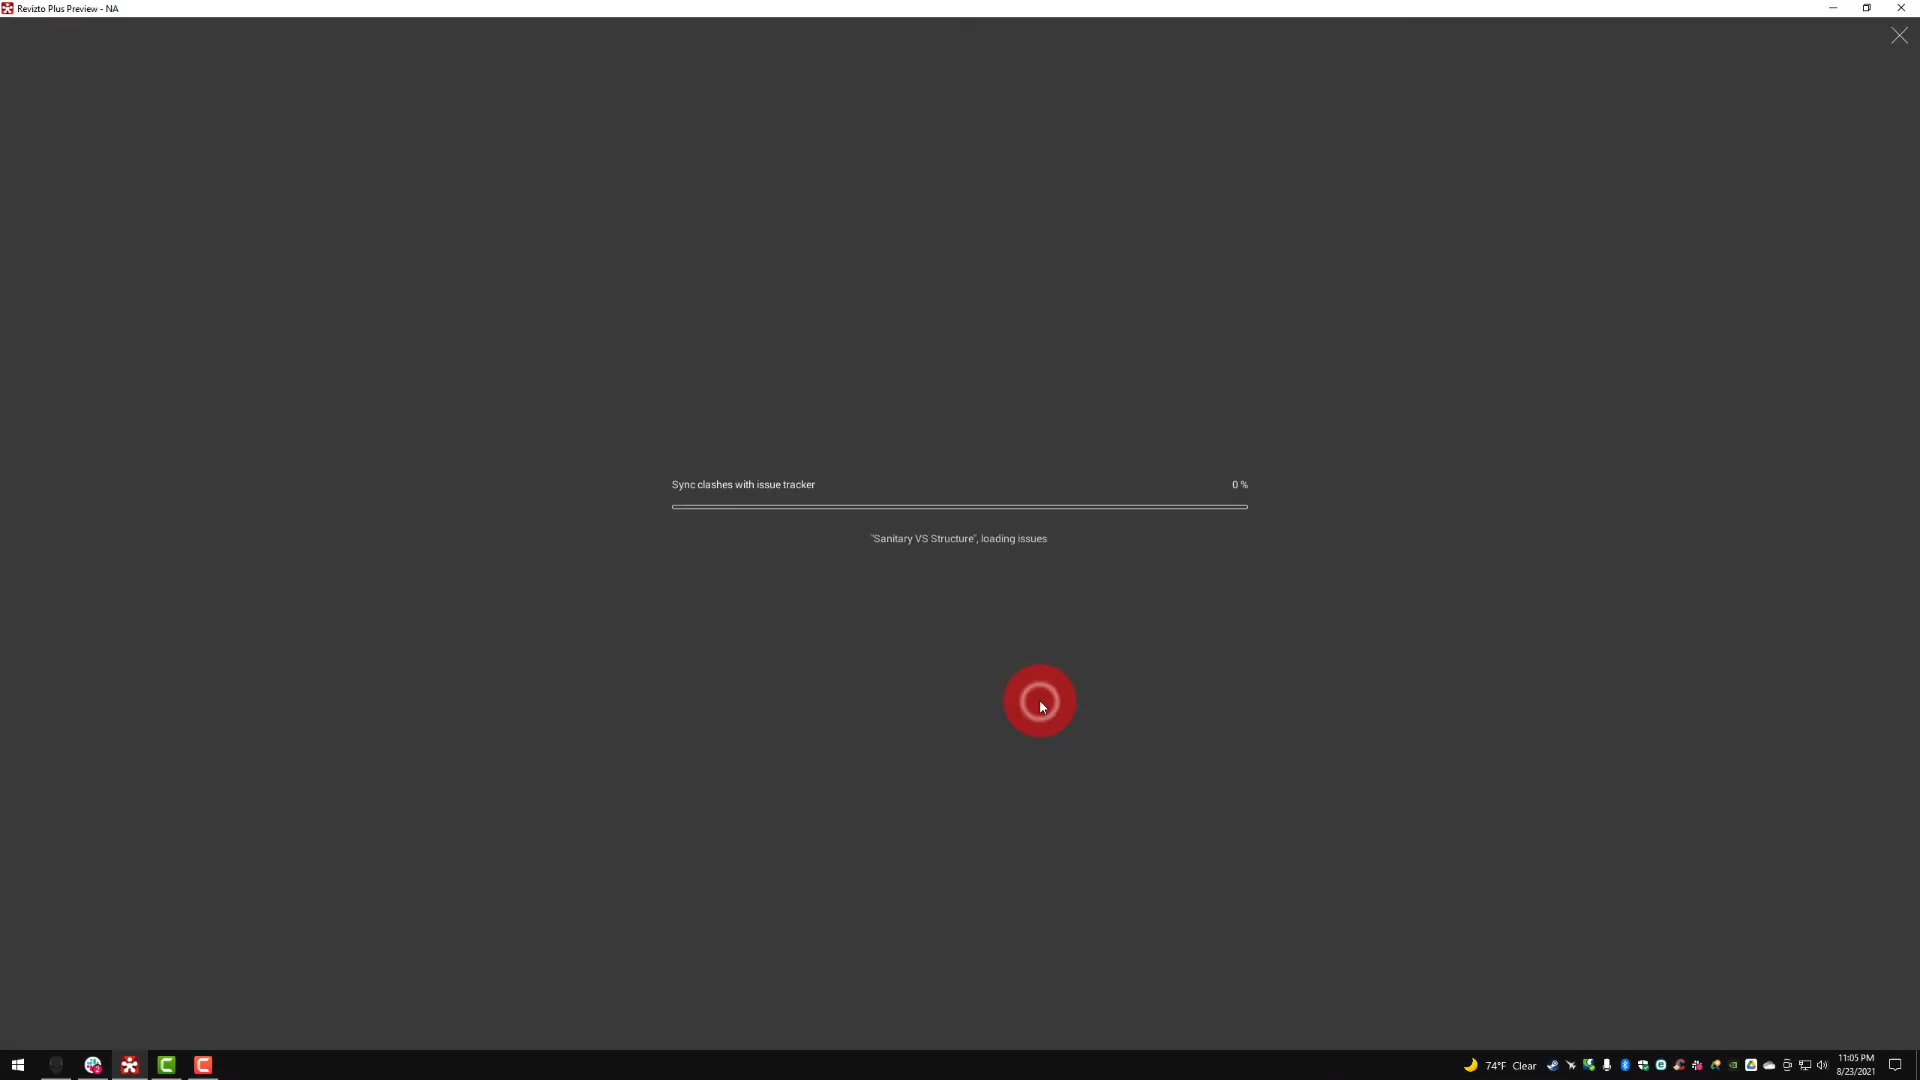 Revizto Plus Preview - NA
Sync clashes with issue tracker 0 %
"Sanitary VS Structure", loading issues
74°F Clear
11:05 PM
8/23/2021